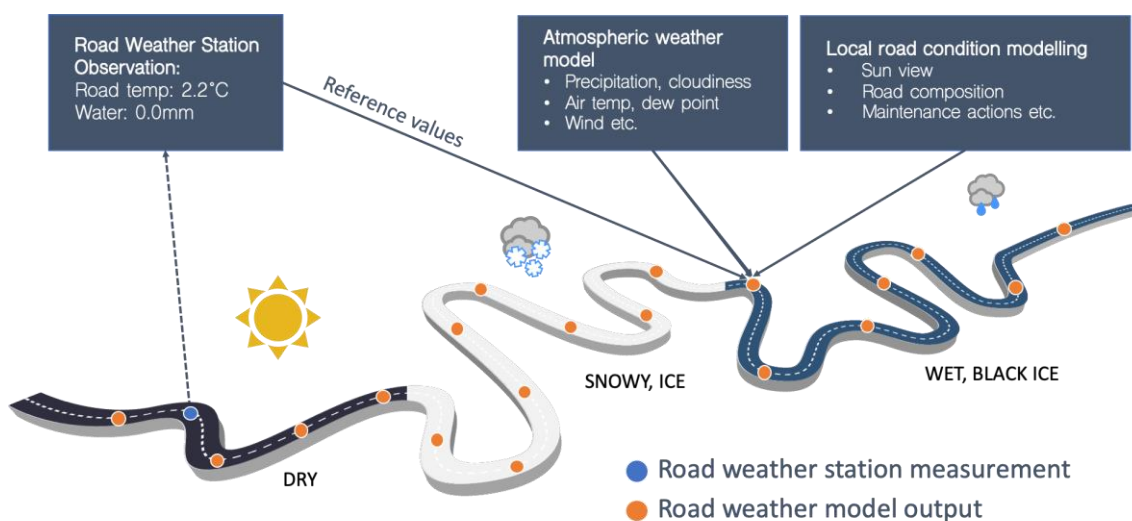 Road Weather Station
Observation:
Road temp: 2.2°C
Water: 0.0mm
Reference values
Atmospheric weather
model
• Precipitation, cloudiness
• Air temp, dew point
• Wind etc.
Local road condition modelling
• Sun view
• Road composition
• Maintenance actions etc.
SNOWY, ICE
WET, BLACK ICE
DRY
Road weather station measurement
Road weather model output